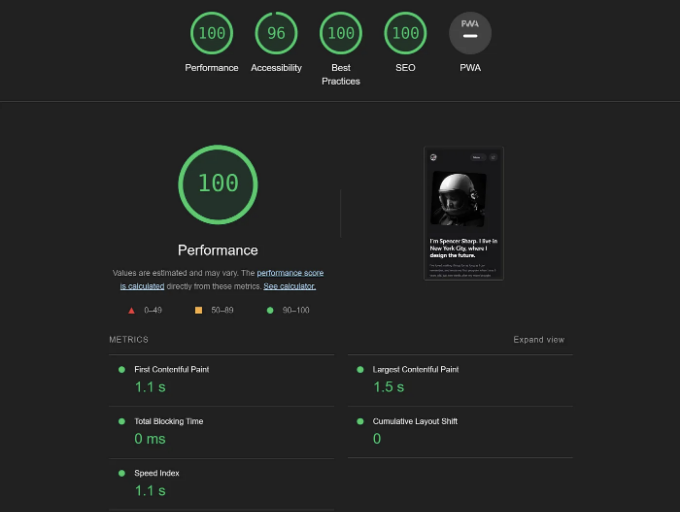 100
96
100
100
PWA
Performance
Accessibility
Best
Practices
SEO
PWA
100
Performance
Values are estimated and may vary. The performance score
is calculated directly from these metrics. See calculator.
0–49
50–89
90–100
I'm Spencer Sharp. I live in
New York City, where I
design the future.
METRICS
Expand view
First Contentful Paint
1.1 s
Largest Contentful Paint
1.5 s
Total Blocking Time
0 ms
Cumulative Layout Shift
0
Speed Index
1.1 s